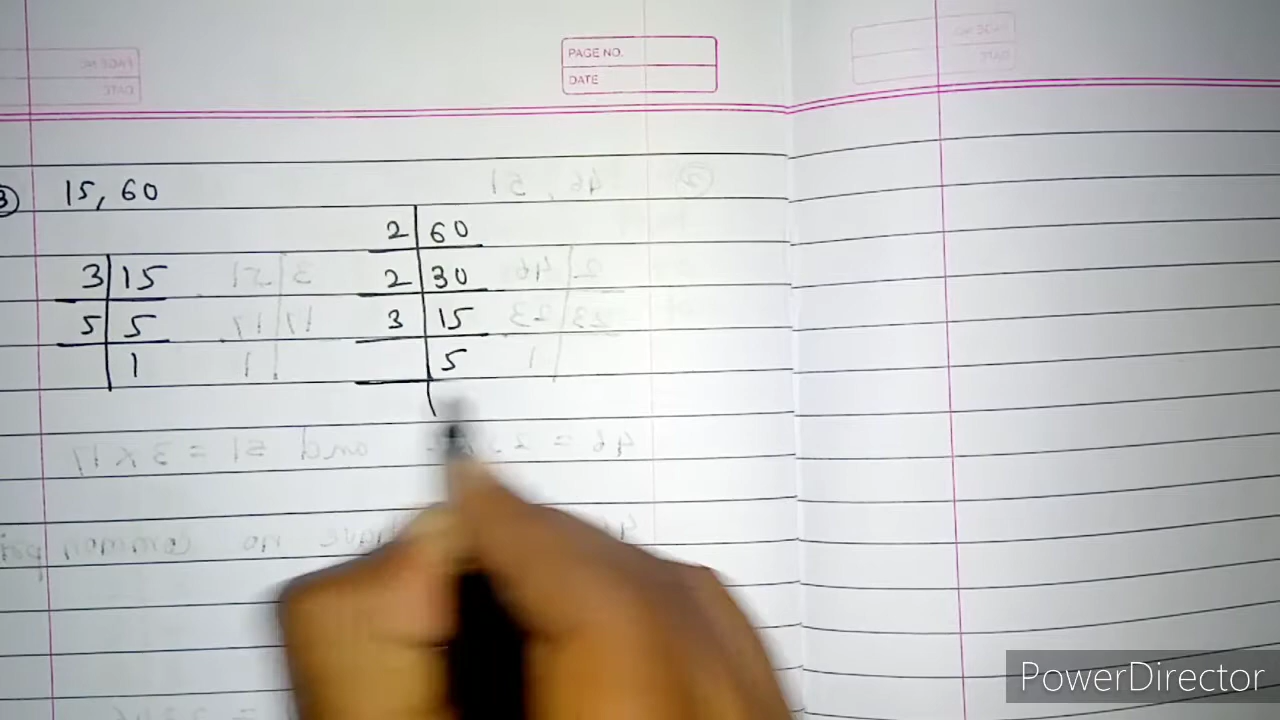 PAGE NO.
DATE
3 15, 60
2 60
3 15 2 30
5 5 3 15
1 5
PowerDirector